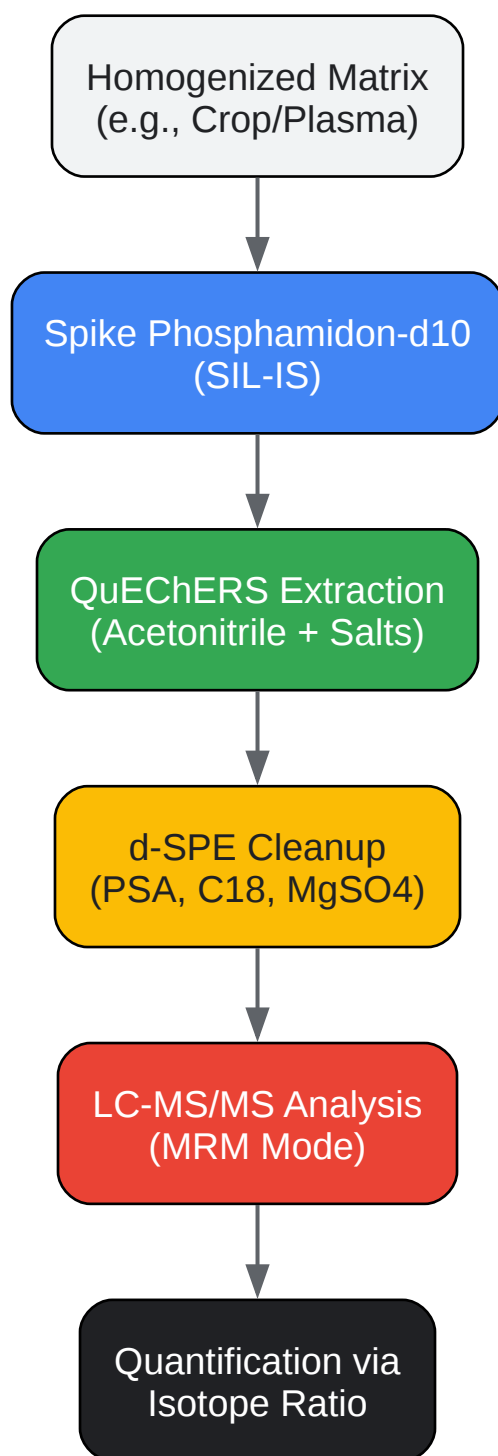 Homogenized Matrix
(e.g., Crop/Plasma)
Spike Phosphamidon-d10
(SIL-IS)
QuEChERS Extraction
(Acetonitrile + Salts)
d-SPE Cleanup
(PSA, C18, MgSO4)
LC-MS/MS Analysis
(MRM Mode)
Quantification via
Isotope Ratio